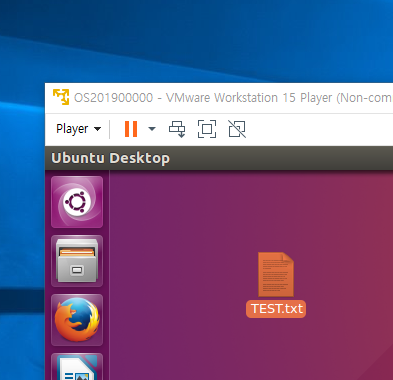 OS201900000 - VMware Workstation 15 Player (Non-com
Player
Ubuntu Desktop
TEST.txt